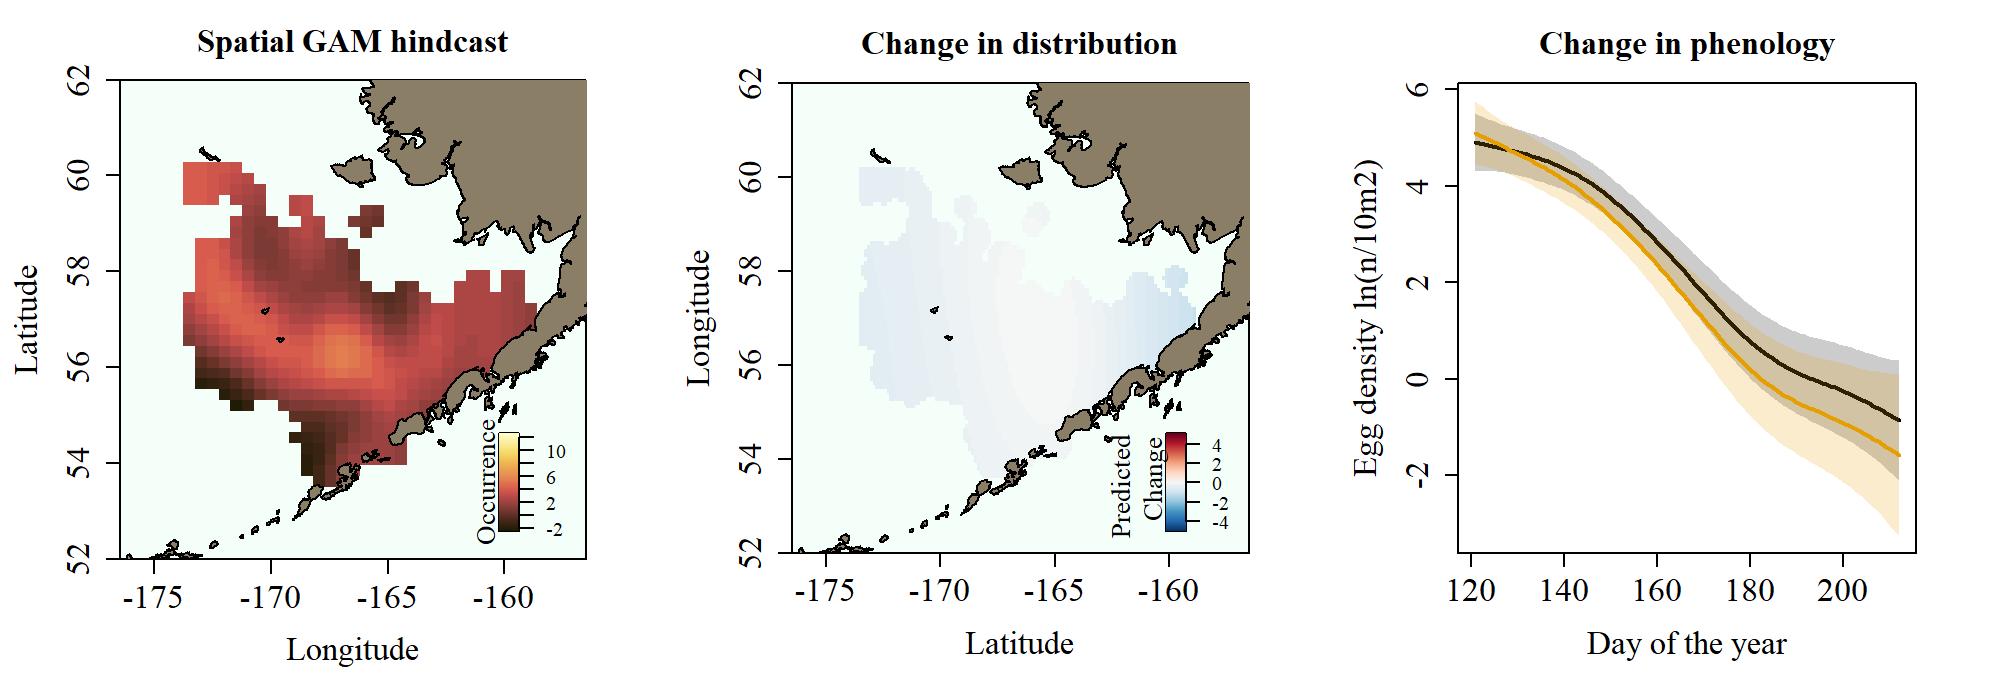 Spatial GAM hindcast
Latitude
62
60
58
56
54
52
-175 -170 -165 -160
Longitude
Occurrence
10
6
2
-2
Change in distribution
Longitude
62
60
58
56
54
52
-175 -170 -165 -160
Latitude
Predicted
Change
4
2
0
-2
-4
Change in phenology
Egg density ln(n/10m2)
6
4
2
0
-2
120 140 160 180 200
Day of the year